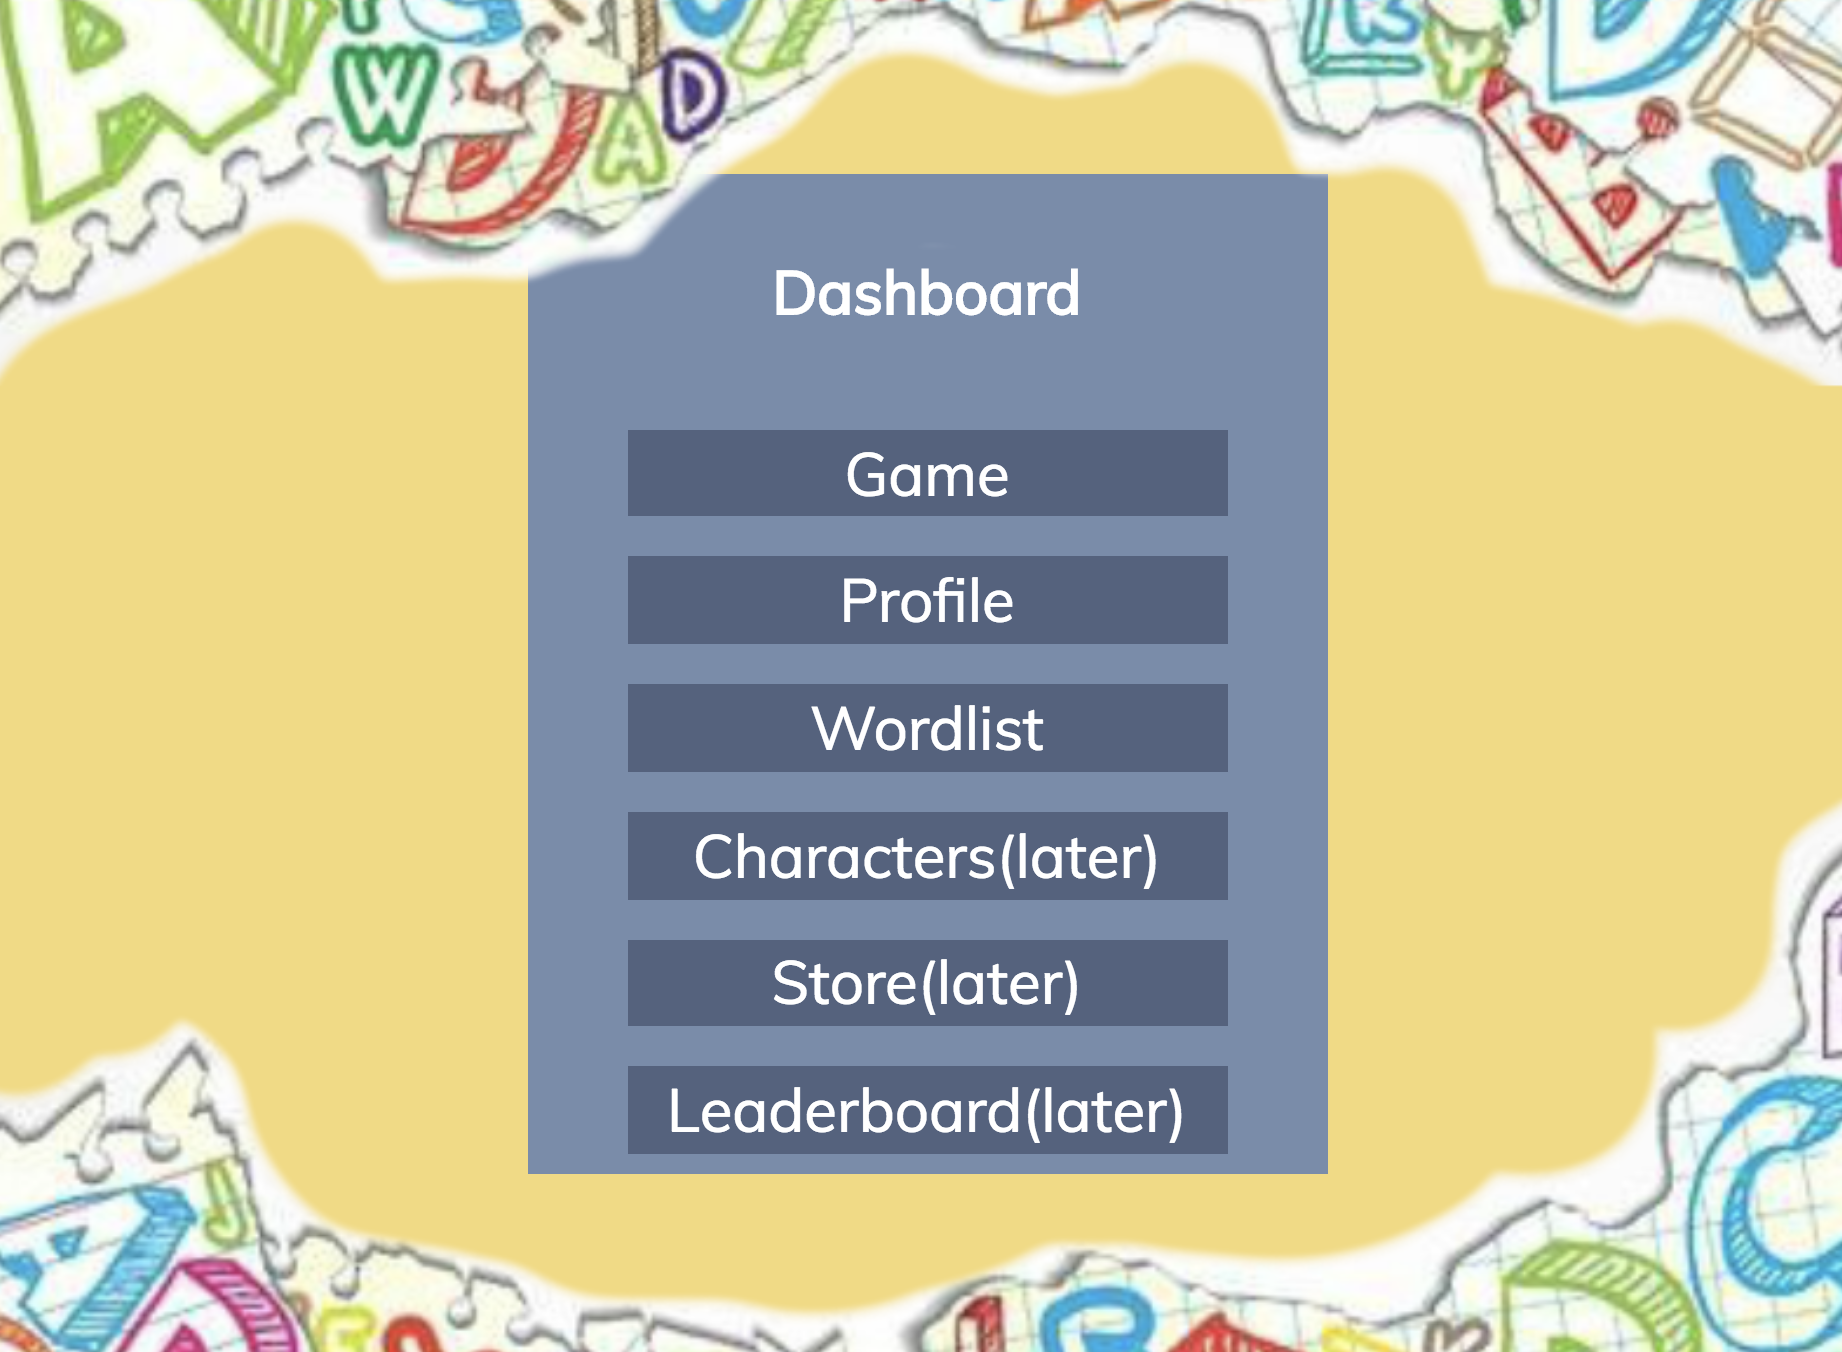 Dashboard
Game
Profile
Wordlist
Characters(later)
Store(later)
Leaderboard(later)